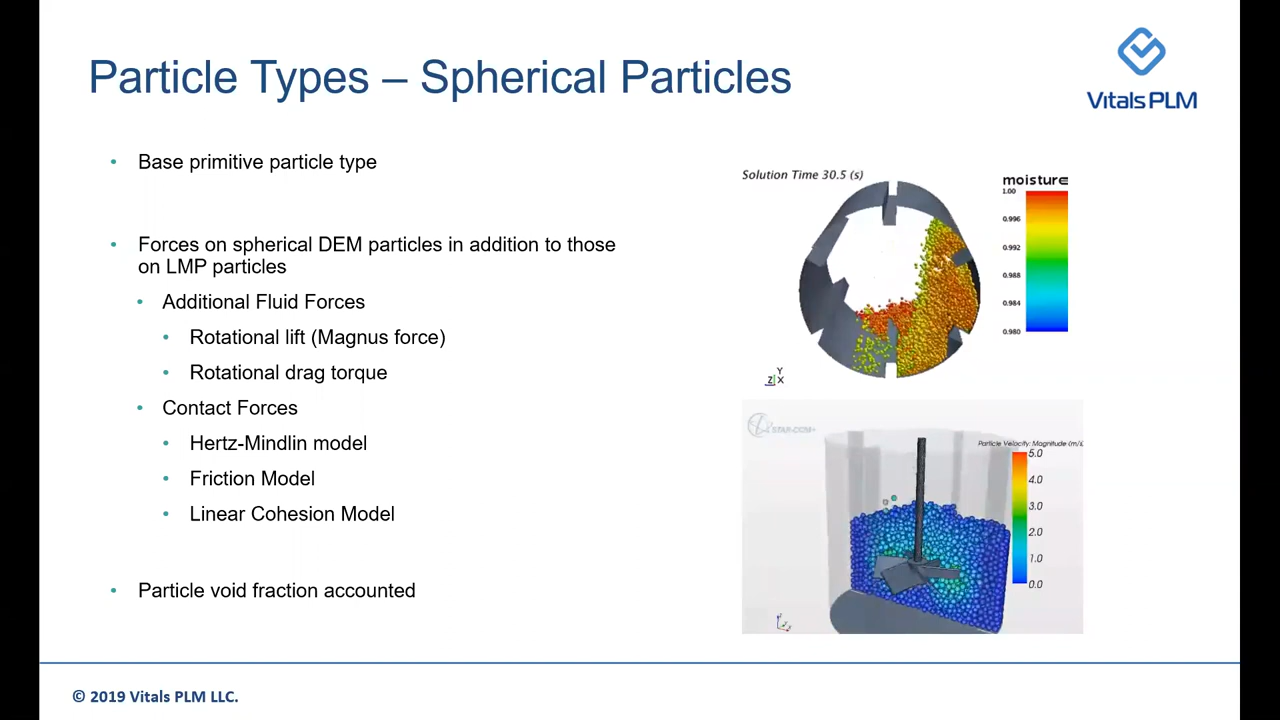 Particle Types – Spherical Particles
Vitals PLM
• Base primitive particle type
• Forces on spherical DEM particles in addition to those
on LMP particles
• Additional Fluid Forces
• Rotational lift (Magnus force)
• Rotational drag torque
• Contact Forces
• Hertz-Mindlin model
• Friction Model
• Linear Cohesion Model
• Particle void fraction accounted
Solution Time 30.5 (s)
moisture
1.00
0.996
0.992
0.988
0.984
0.980
Y
Z X
STAR-CCM+
Particle Velocity: Magnitude (m/s
5.0
4.0
3.0
2.0
1.0
0.0
© 2019 Vitals PLM LLC.